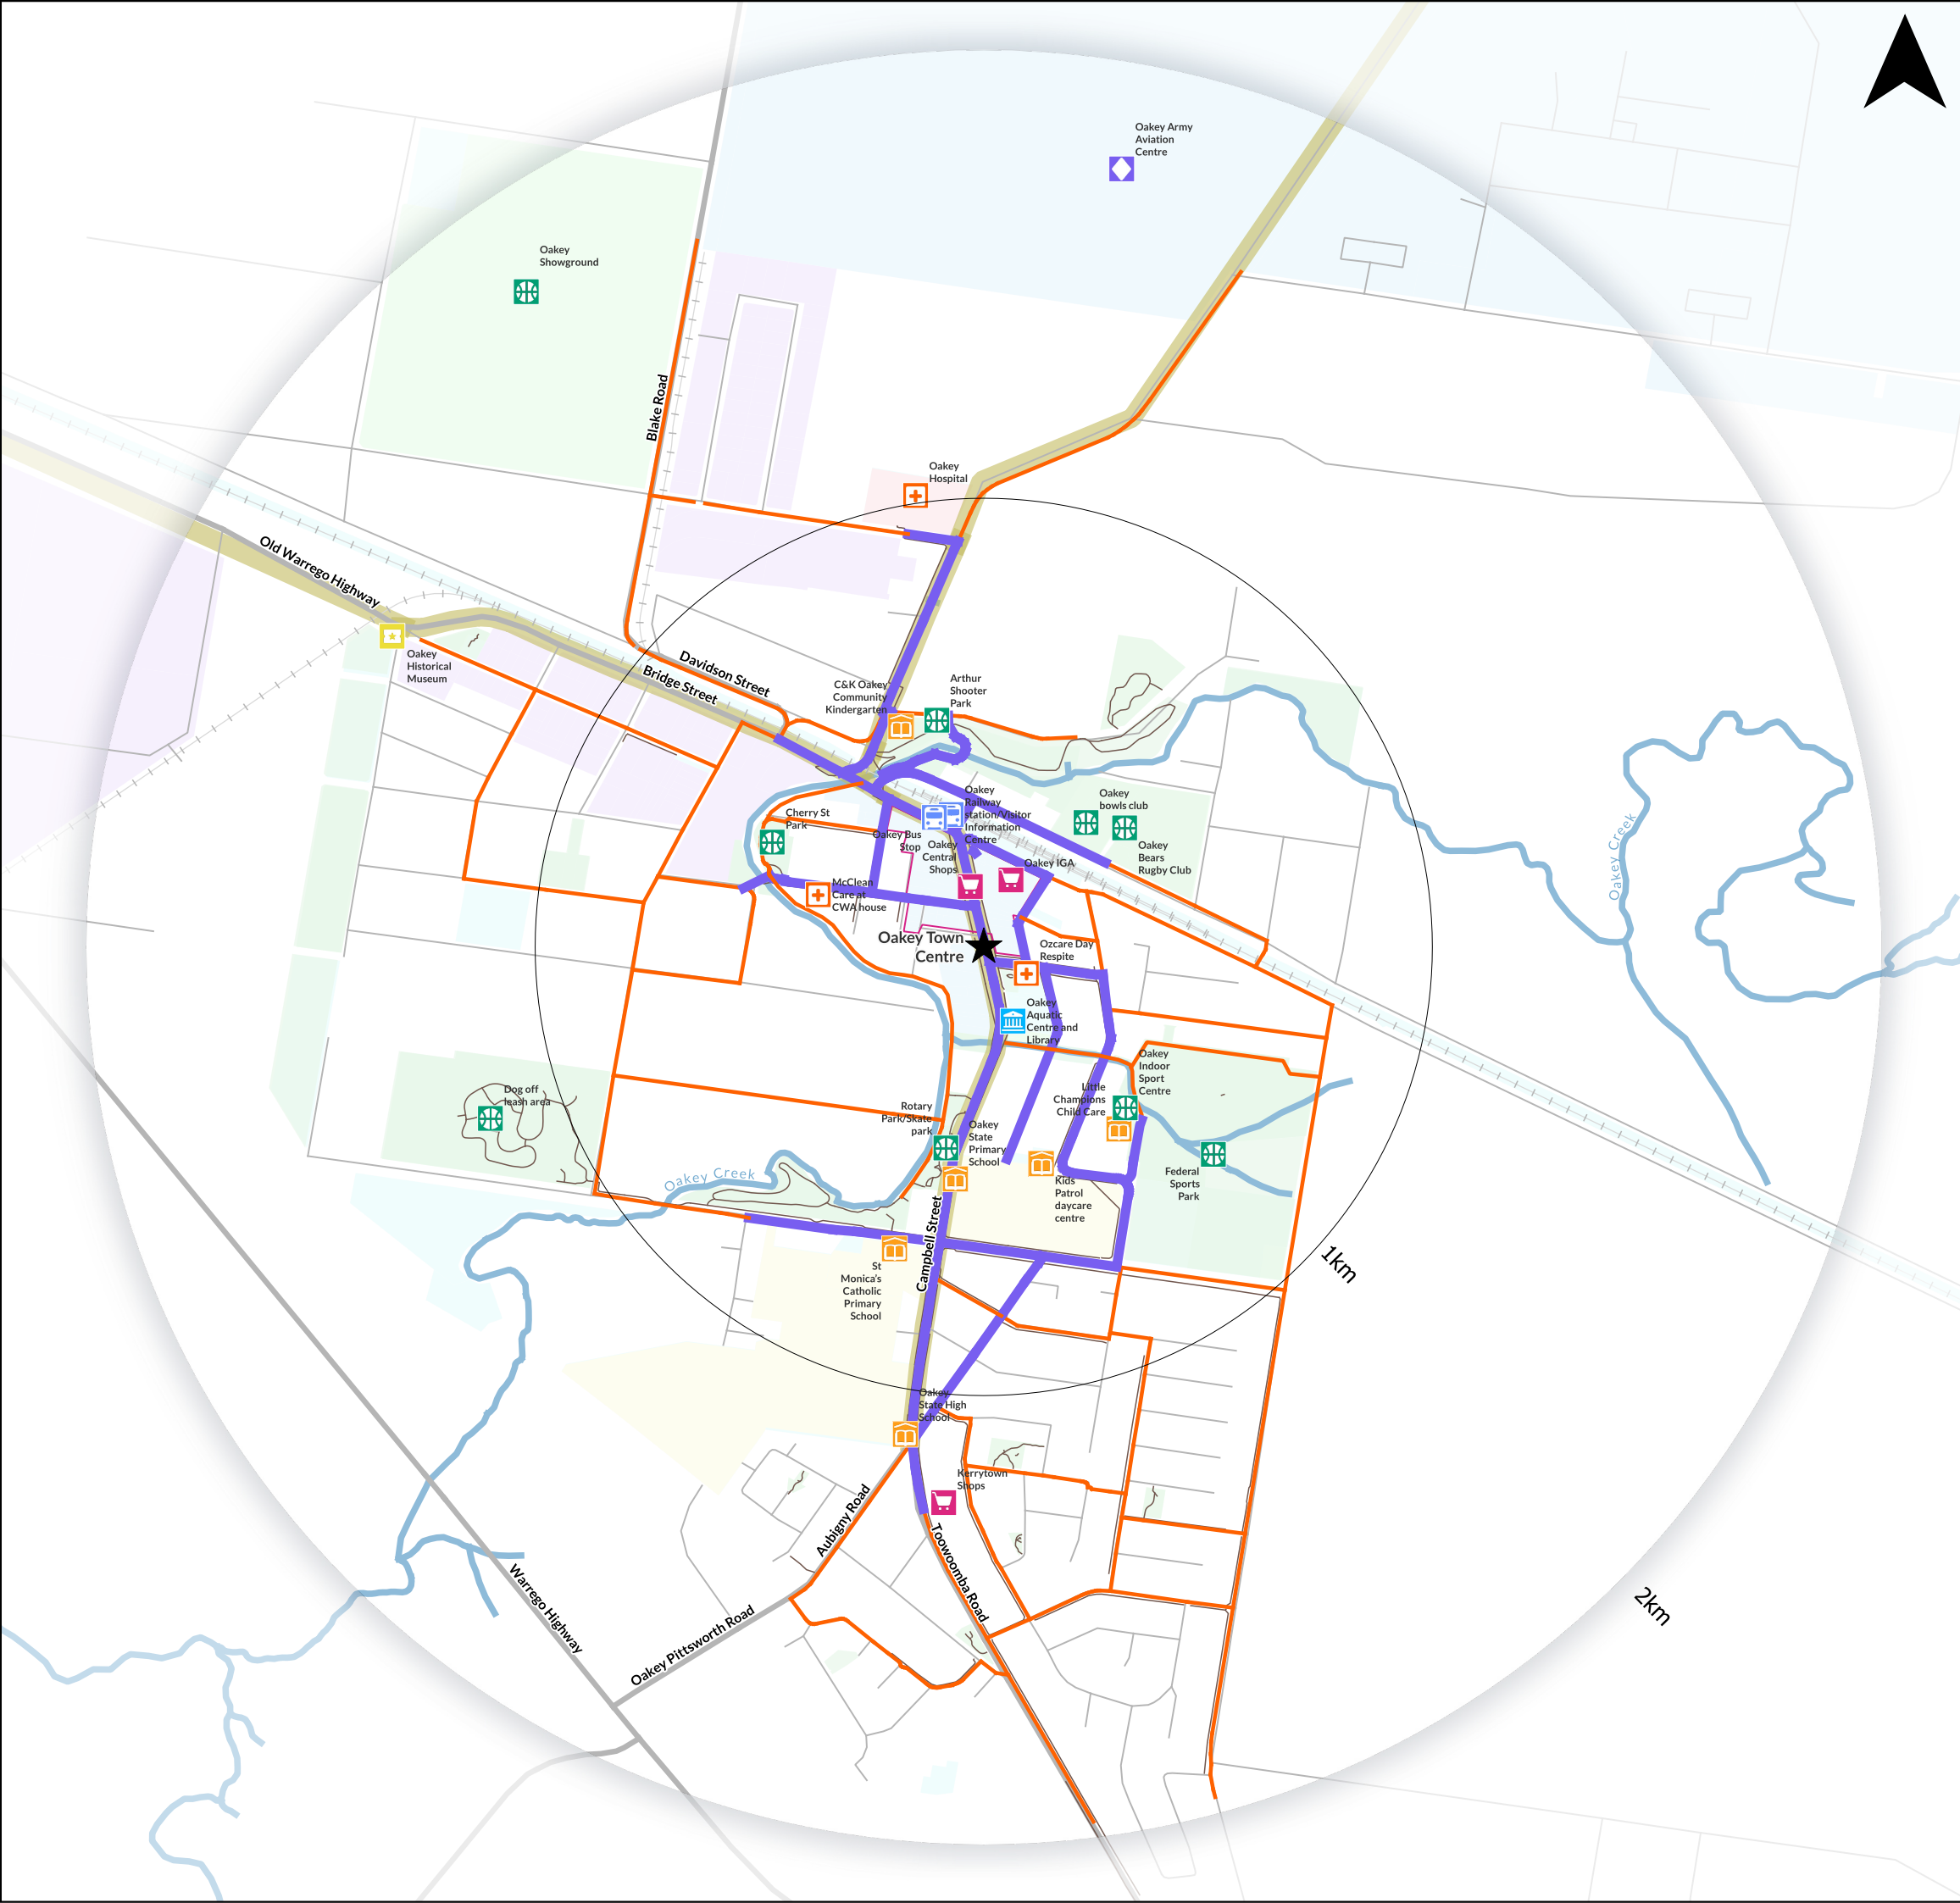 Oakey Army
Aviation
Centre
Oakey
Showground
Blake Road
Oakey
Hospital
Old Warrego Highway
Oakey
Historical
Museum
Davidson Street
Bridge Street
C&K Oakey
Community
Kindergarten
Arthur
Shooter
Park
Oakey
Railway
station/Visitor
Information
Centre
Oakey
bowls club
Oakey
Bears
Rugby Club
Cherry St
Park
Oakey Bus
Stop
Oakey
Central
Shops
Oakey IGA
McClean
Care at
CWA house
Oakey Town
Centre
Ozcare Day
Respite
Oakey
Aquatic
Centre and
Library
Oakey Creek
Oakey
Indoor
Sport
Centre
Little
Champions
Child Care
Dog off
leash area
Rotary
Park/Skate
park
Oakey
State
Primary
School
Kids
Patrol
daycare
centre
Federal
Sports
Park
Oakey Creek
Campbell Street
St
Monica's
Catholic
Primary
School
1km
Oakey
State High
School
Kerrytown
Shops
Aubigny Road
Toowoomba Road
Warrego Highway
Oakey Pittsworth Road
2km